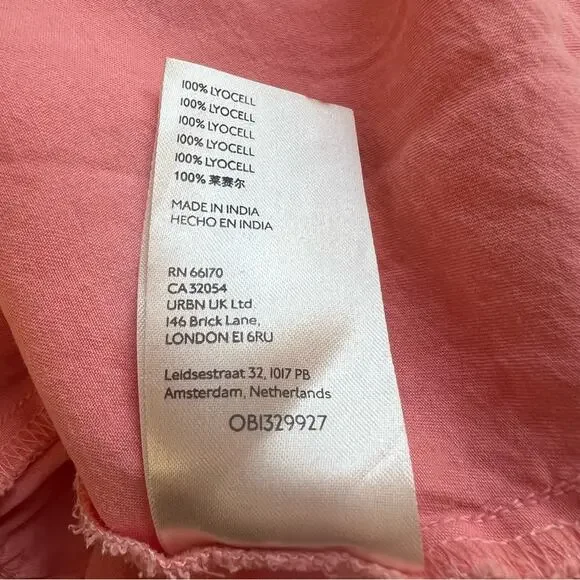 100% LYOCELL
100% LYOCELL
100% LYOCELL
100% LYOCELL
100% LYOCELL
100% 莱赛尔
MADE IN INDIA
HECHO EN INDIA
RN 66170
CA 32054
URBN UK Ltd.
146 Brick Lane,
LONDON E1 6RU
Leidsestraat 32, 1017 PB
Amsterdam, Netherlands
OB1329927